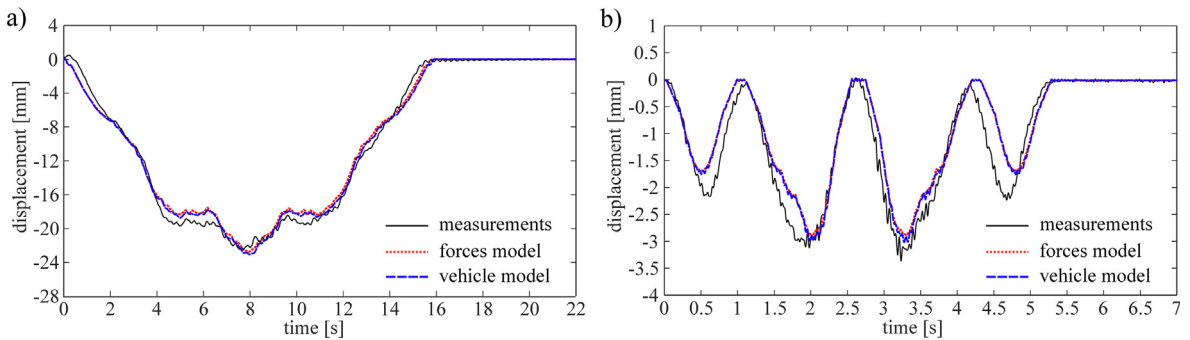 a)
4
0
-4
-8
-12
-16
-20
-24
-28
displacement [mm]
measurements
forces model
vehicle model
0 2 4 6 8 10 12 14 16 18 20 22
time [s]
b)
1
0.5
0
-0.5
-1
-1.5
-2
-2.5
-3
-3.5
-4
displacement [mm]
measurements
forces model
vehicle model
0 0.5 1 1.5 2 2.5 3 3.5 4 4.5 5 5.5 6 6.5 7
time [s]